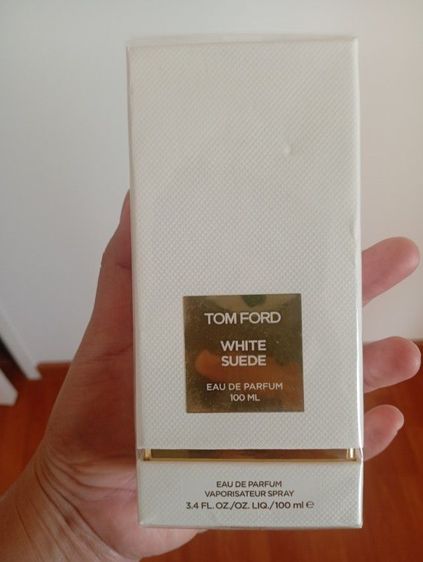 TOM FORD
WHITE
SUEDE
EAU DE PARFUM
100 ML
EAU DE PARFUM
VAPORISATEUR SPRAY
3.4 FL. OZ./OZ. LIQ./100 ml ℮